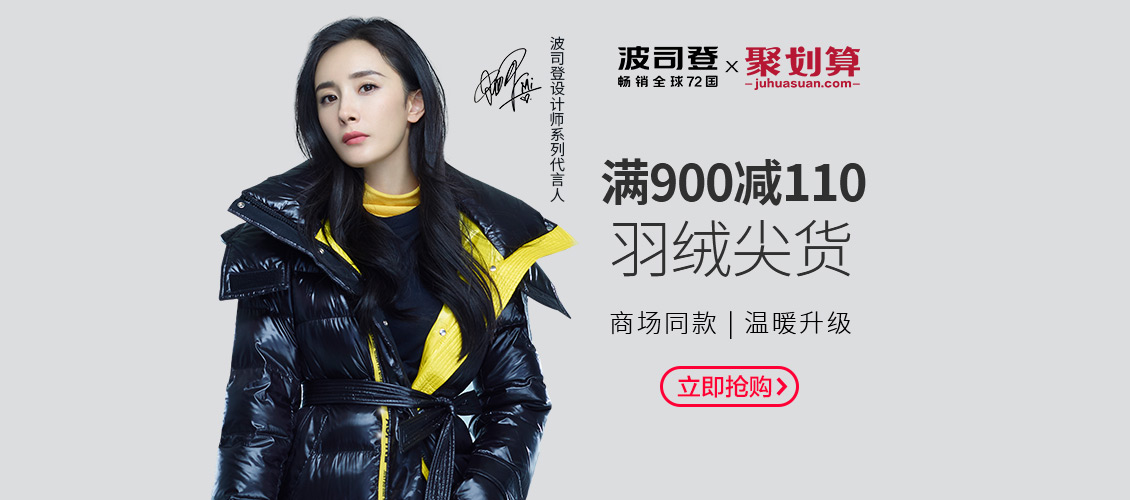 波司登设计师系列代言人
波司登 × 聚划算
畅销全球72国 -juhuasuan.com-
满900减110
羽绒尖货
商场同款 | 温暖升级
立即抢购